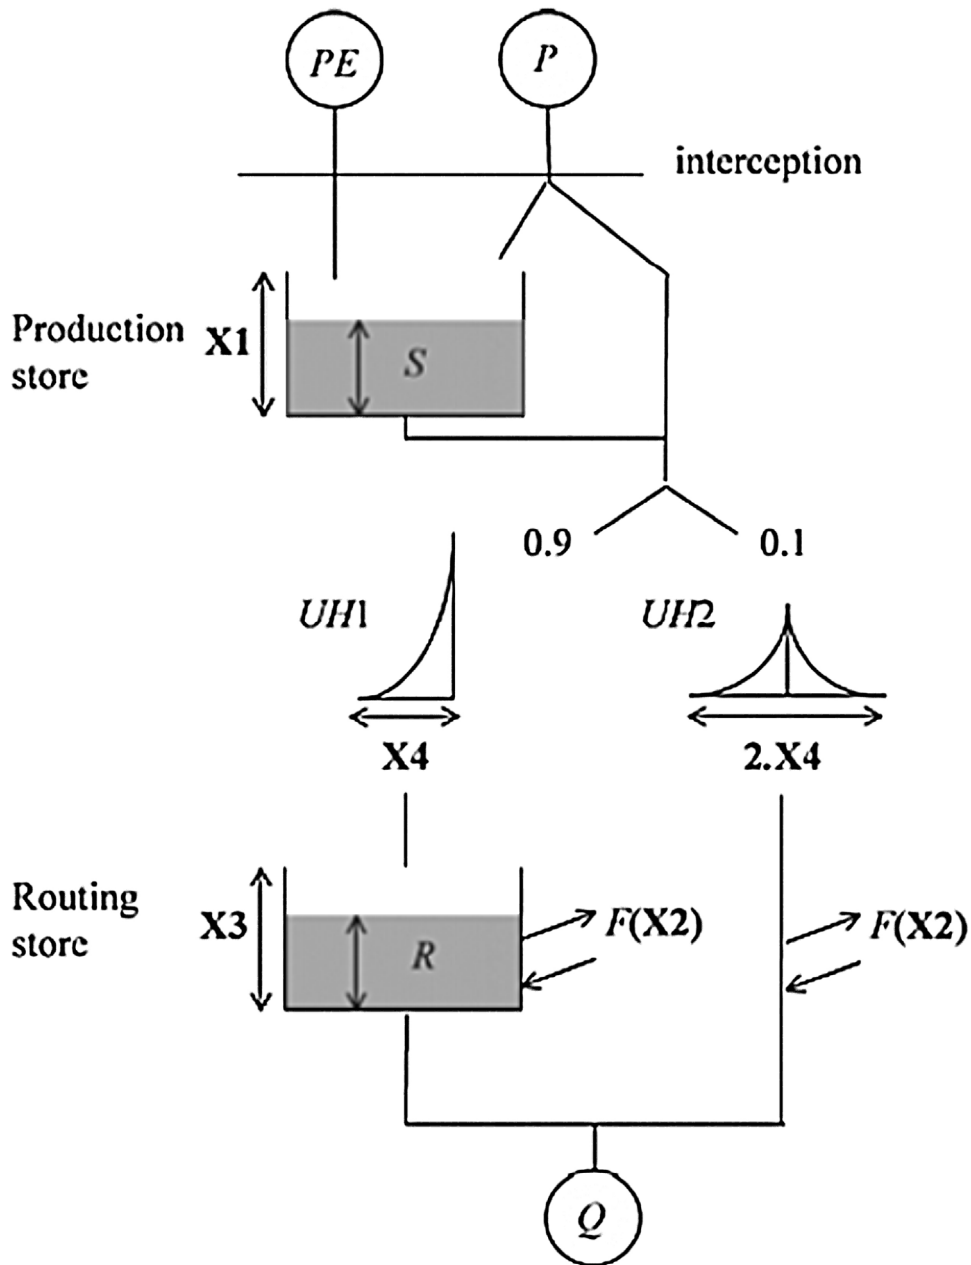 PE
P
interception
Production
store
X1
S
0.9
0.1
UH1
UH2
X4
2.X4
Routing
store
X3
R
F(X2)
F(X2)
Q